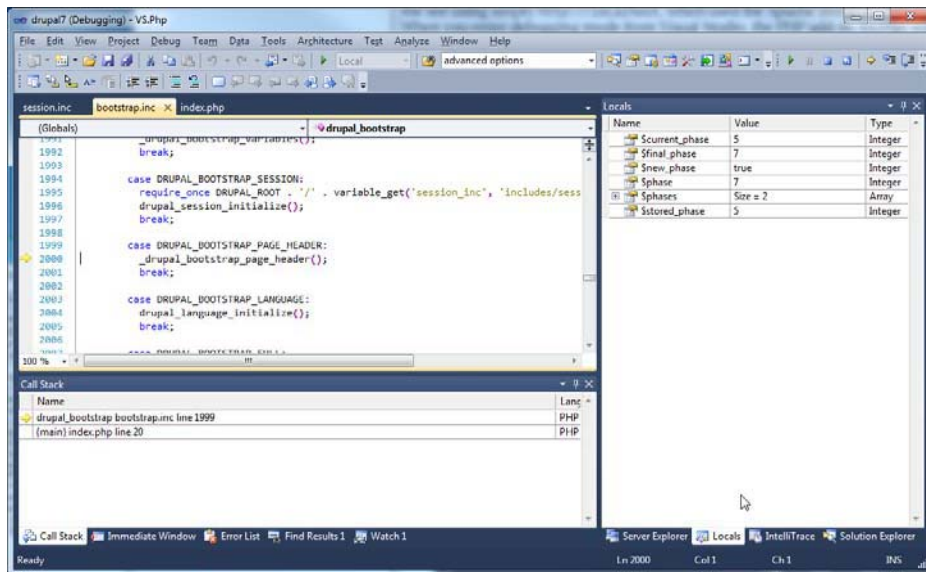 drupal7 (Debugging) - VS.Php
File Edit View Project Debug Team Data Tools Architecture Test Analyze Window Help
Local advanced options
session.inc bootstrap.inc index.php
(Globals) drupal_bootstrap
1991 _drupal_bootstrap_variables();
1992 break;
1993
1994 case DRUPAL_BOOTSTRAP_SESSION:
1995 require_once DRUPAL_ROOT . '/' . variable_get('session_inc', 'includes/sess
1996 drupal_session_initialize();
1997 break;
1998
1999 case DRUPAL_BOOTSTRAP_PAGE_HEADER:
2000 _drupal_bootstrap_page_header();
2001 break;
2002
2003 case DRUPAL_BOOTSTRAP_LANGUAGE:
2004 drupal_language_initialize();
2005 break;
2006
2007 case DRUPAL_BOOTSTRAP_FULL:
100 %
Locals
Name Value Type
$current_phase 5 Integer
$final_phase 7 Integer
$new_phase true Integer
$phase 7 Integer
$phases Size = 2 Array
$stored_phase 5 Integer
Call Stack
Name Lang
drupal_bootstrap bootstrap.inc line 1999 PHP
(main) index.php line 20 PHP
Call Stack Immediate Window Error List Find Results 1 Watch 1
Server Explorer Locals IntelliTrace Solution Explorer
Ready Ln 2000 Col 1 Ch 1 INS